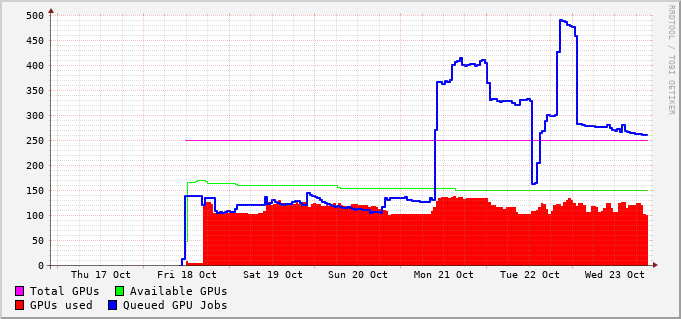 RRDTOOL / TOBI OETIKER
500
450
400
350
300
250
200
150
100
50
0
Thu 17 Oct Fri 18 Oct Sat 19 Oct Sun 20 Oct Mon 21 Oct Tue 22 Oct Wed 23 Oct
Total GPUs Available GPUs
GPUs used Queued GPU Jobs